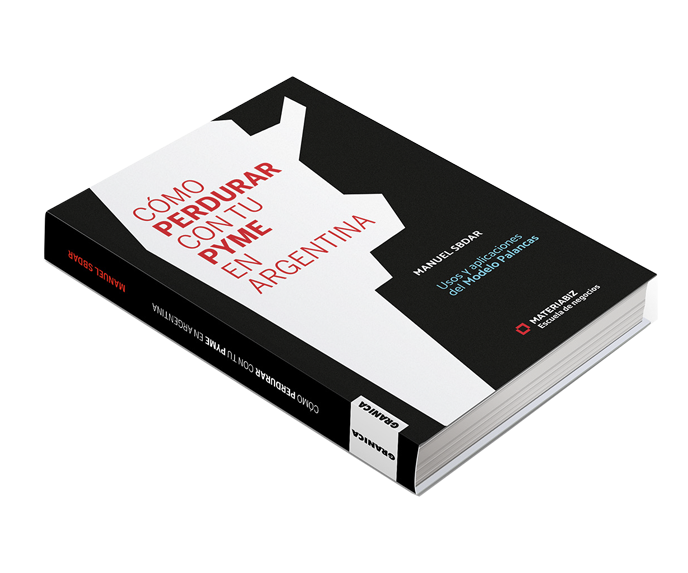 CÓMO
PERDURAR
CON TU
PYME
EN
ARGENTINA
MANUEL SBDAR
Usos y aplicaciones
del Modelo Palancas
MATERIABIZ
Escuela de negocios
MANUEL SBDAR
CÓMO PERDURAR CON TU PYME EN ARGENTINA
GRANICA
GRANICA